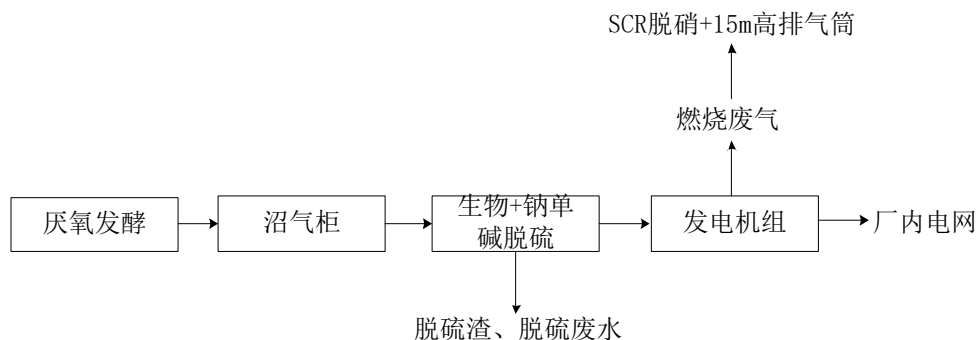 SCR脱硝+15m高排气筒
燃烧废气
厌氧发酵
沼气柜
生物+钠单
碱脱硫
发电机组
厂内电网
脱硫渣、脱硫废水